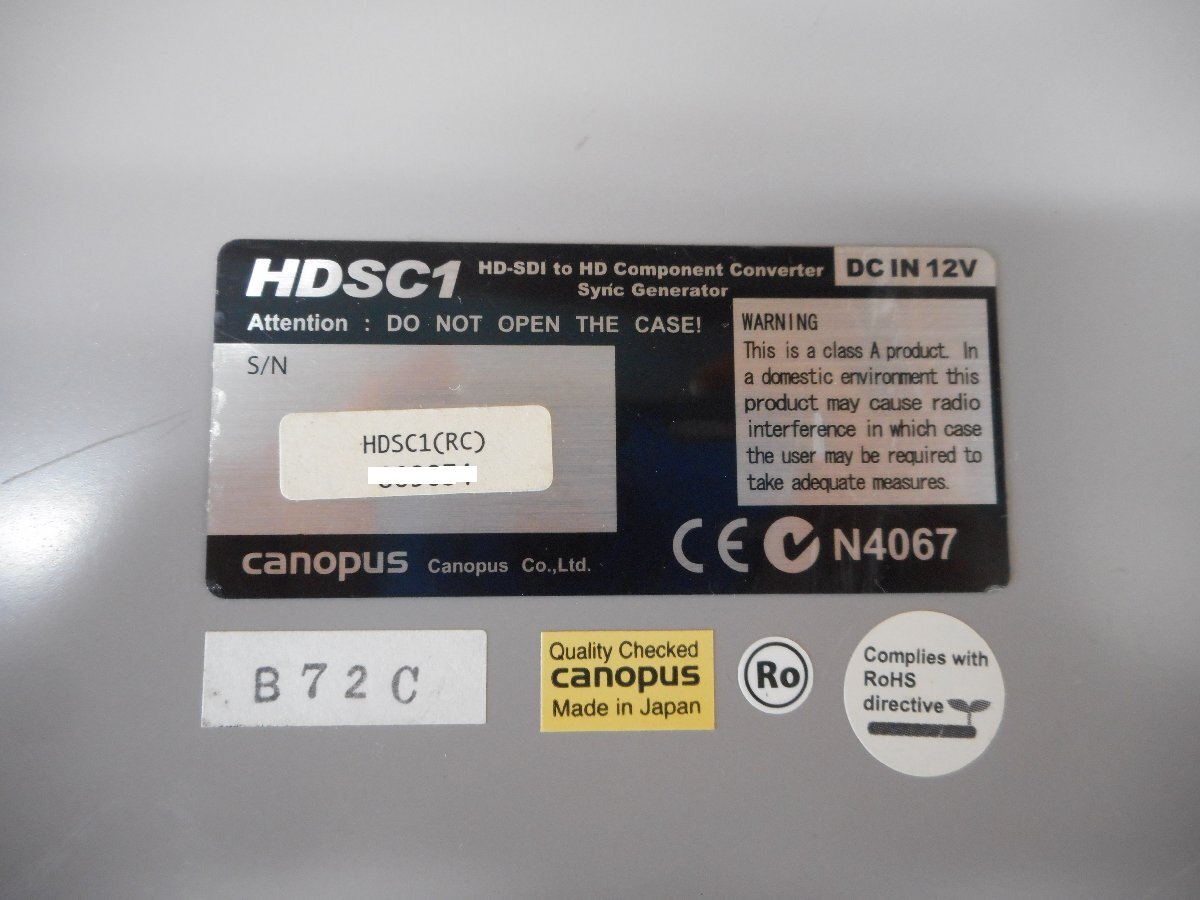 HDSC1 HD-SDI to HD Component Converter
Sync Generator
DC IN 12V
Attention : DO NOT OPEN THE CASE!
S/N
HDSC1(RC)
WARNING
This is a class A product. In
a domestic environment this
product may cause radio
interference in which case
the user may be required to
take adequate measures.
canopus Canopus Co.,Ltd.
CE N4067
B72C
Quality Checked
canopus
Made in Japan
Ro
Complies with
RoHS
directive